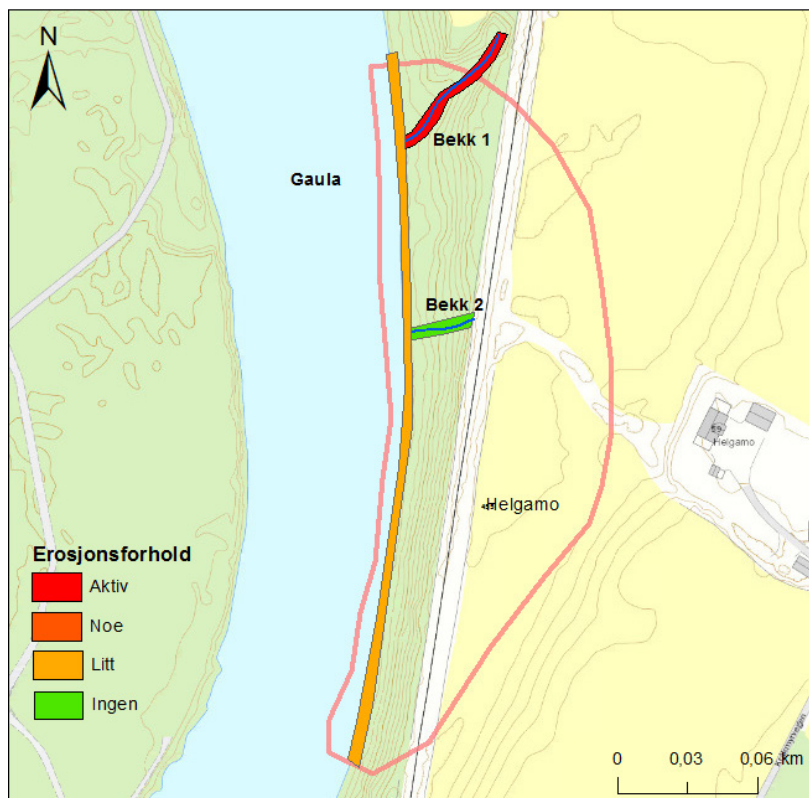 N
Bekk 1
Gaula
Bekk 2
Helgamo
Helgamo
Erosjonsforhold
Aktiv
Noe
Litt
Ingen
0 0,03 0,06 km